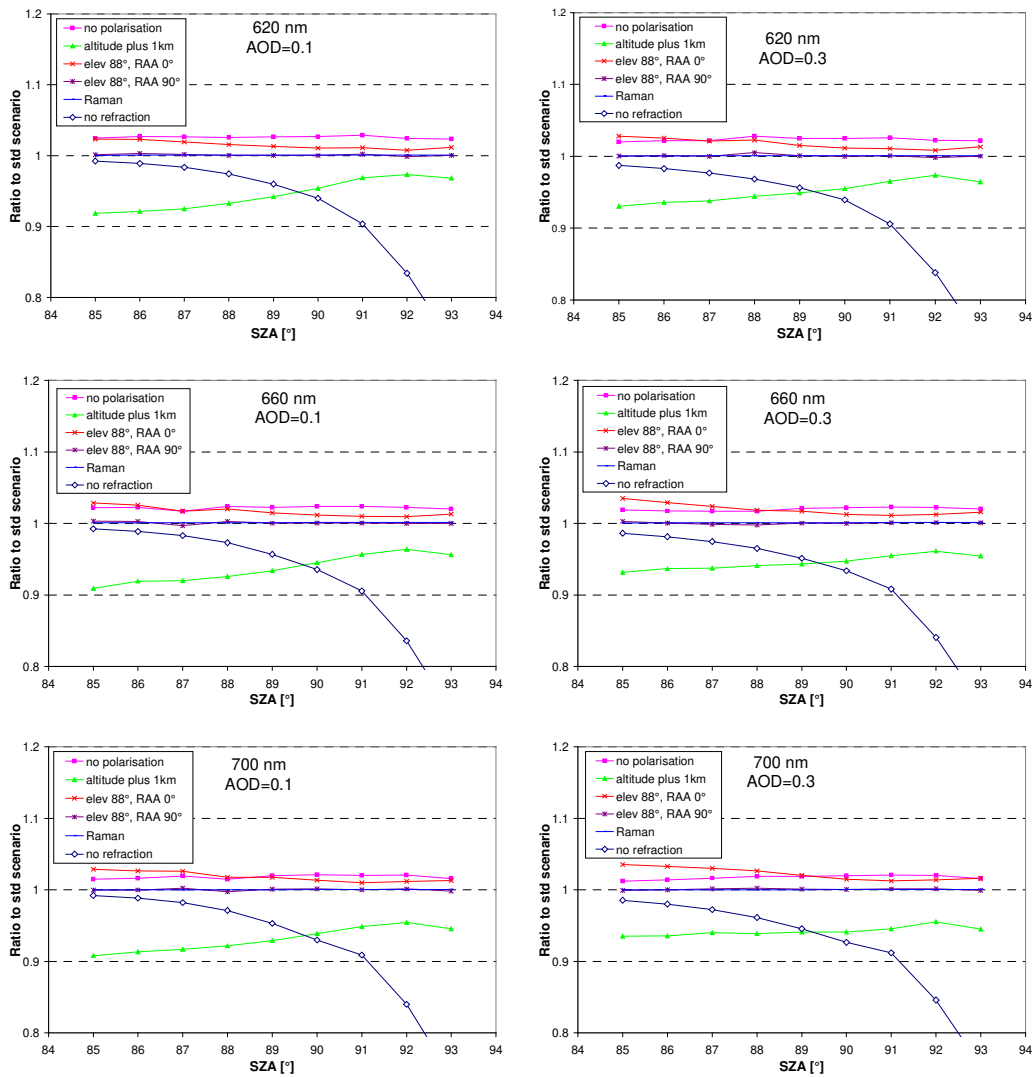 1.2
no polarisation
altitude plus 1km
elev 88°, RAA 0°
elev 88°, RAA 90°
Raman
no refraction
620 nm
AOD=0.1
1.1
1
0.9
0.8
Ratio to std scenario
84 85 86 87 88 89 90 91 92 93 94
SZA [°]
1.2
no polarisation
altitude plus 1km
elev 88°, RAA 0°
elev 88°, RAA 90°
Raman
no refraction
620 nm
AOD=0.3
1.1
1
0.9
0.8
Ratio to std scenario
84 85 86 87 88 89 90 91 92 93 94
SZA [°]
1.2
no polarisation
altitude plus 1km
elev 88°, RAA 0°
elev 88°, RAA 90°
Raman
no refraction
660 nm
AOD=0.1
1.1
1
0.9
0.8
Ratio to std scenario
84 85 86 87 88 89 90 91 92 93 94
SZA [°]
1.2
no polarisation
altitude plus 1km
elev 88°, RAA 0°
elev 88°, RAA 90°
Raman
no refraction
660 nm
AOD=0.3
1.1
1
0.9
0.8
Ratio to std scenario
84 85 86 87 88 89 90 91 92 93 94
SZA [°]
1.2
no polarisation
altitude plus 1km
elev 88°, RAA 0°
elev 88°, RAA 90°
Raman
no refraction
700 nm
AOD=0.1
1.1
1
0.9
0.8
Ratio to std scenario
84 85 86 87 88 89 90 91 92 93 94
SZA [°]
1.2
no polarisation
altitude plus 1km
elev 88°, RAA 0°
elev 88°, RAA 90°
Raman
no refraction
700 nm
AOD=0.3
1.1
1
0.9
0.8
Ratio to std scenario
84 85 86 87 88 89 90 91 92 93 94
SZA [°]